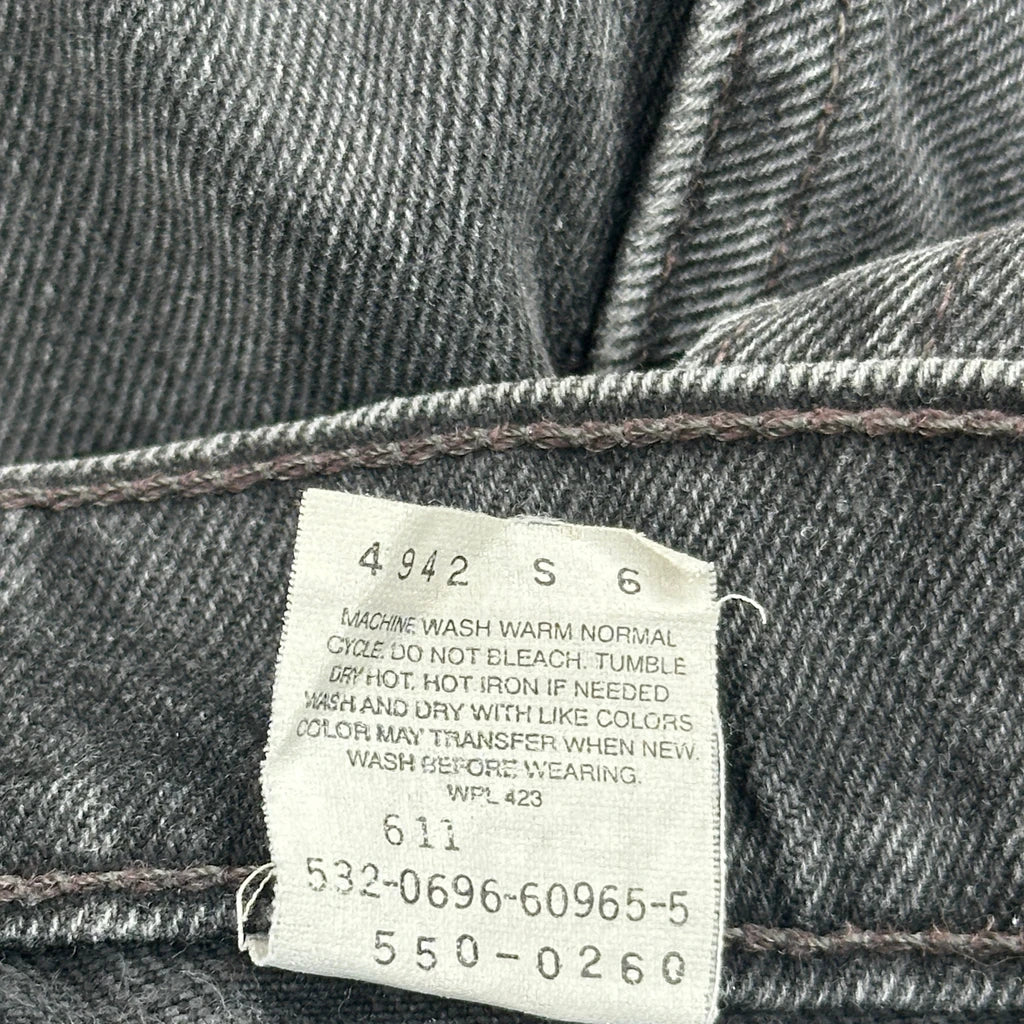 4942 S 6
MACHINE WASH WARM NORMAL
CYCLE. DO NOT BLEACH. TUMBLE
DRY HOT. HOT IRON IF NEEDED
WASH AND DRY WITH LIKE COLORS
COLOR MAY TRANSFER WHEN NEW.
WASH BEFORE WEARING.
WPL 423
611
532-0696-60965-5
550-0260